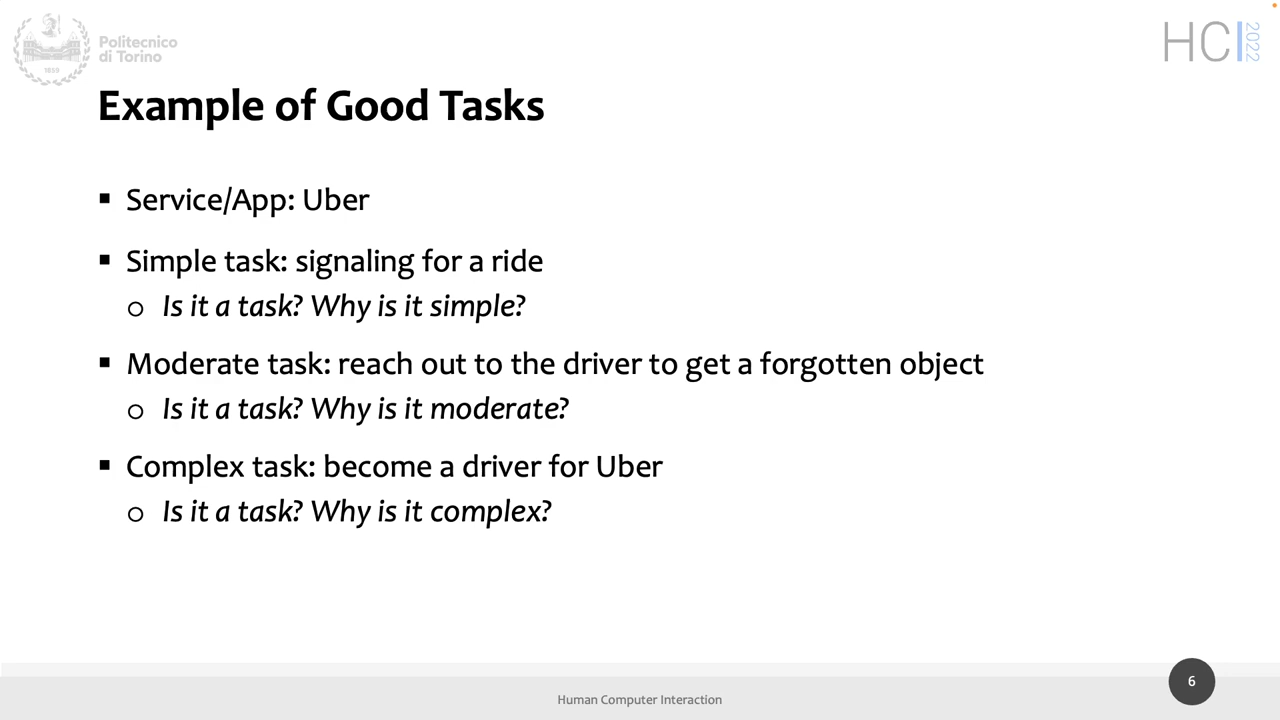 Politecnico
di Torino
1859
HCI 2022
Example of Good Tasks
▪ Service/App: Uber
▪ Simple task: signaling for a ride
o Is it a task? Why is it simple?
▪ Moderate task: reach out to the driver to get a forgotten object
o Is it a task? Why is it moderate?
▪ Complex task: become a driver for Uber
o Is it a task? Why is it complex?
Human Computer Interaction
6